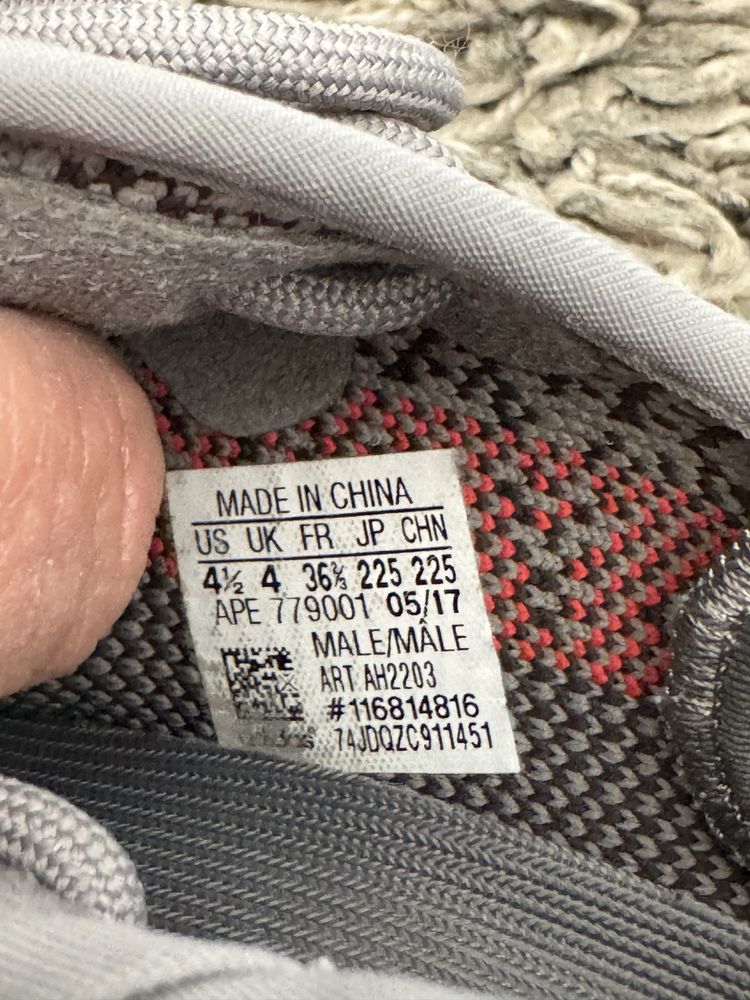 MADE IN CHINA
US UK FR JP CHN
4½ 4 36⅔ 225 225
APE 779001 05/17
MALE/MÂLE
ART AH2203
#116814816
74JDQZC911451